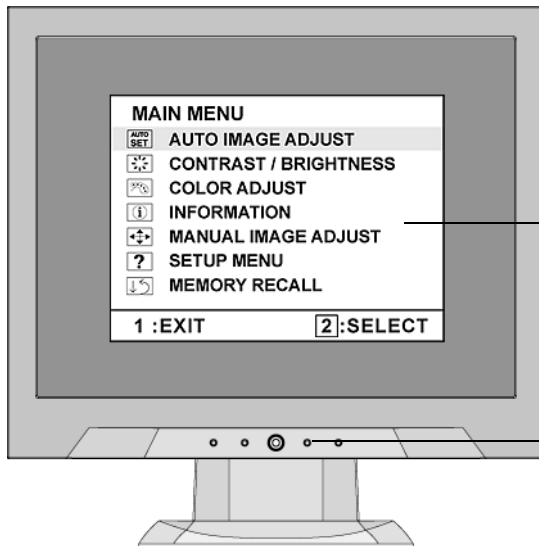 MAIN MENU
AUTO SET AUTO IMAGE ADJUST
CONTRAST / BRIGHTNESS
COLOR ADJUST
i INFORMATION
MANUAL IMAGE ADJUST
? SETUP MENU
MEMORY RECALL
1 :EXIT 2:SELECT